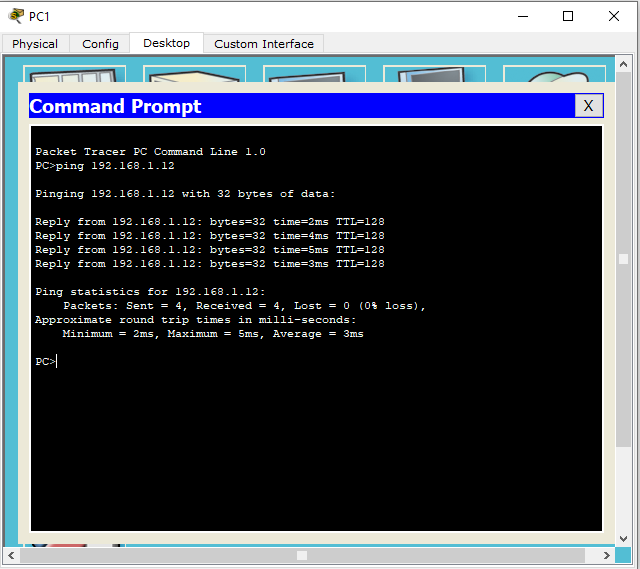 PC1
Physical Config Desktop Custom Interface
Command Prompt X
Packet Tracer PC Command Line 1.0
PC>ping 192.168.1.12
Pinging 192.168.1.12 with 32 bytes of data:
Reply from 192.168.1.12: bytes=32 time=2ms TTL=128
Reply from 192.168.1.12: bytes=32 time=4ms TTL=128
Reply from 192.168.1.12: bytes=32 time=5ms TTL=128
Reply from 192.168.1.12: bytes=32 time=3ms TTL=128
Ping statistics for 192.168.1.12:
Packets: Sent = 4, Received = 4, Lost = 0 (0% loss),
Approximate round trip times in milli-seconds:
Minimum = 2ms, Maximum = 5ms, Average = 3ms
PC>